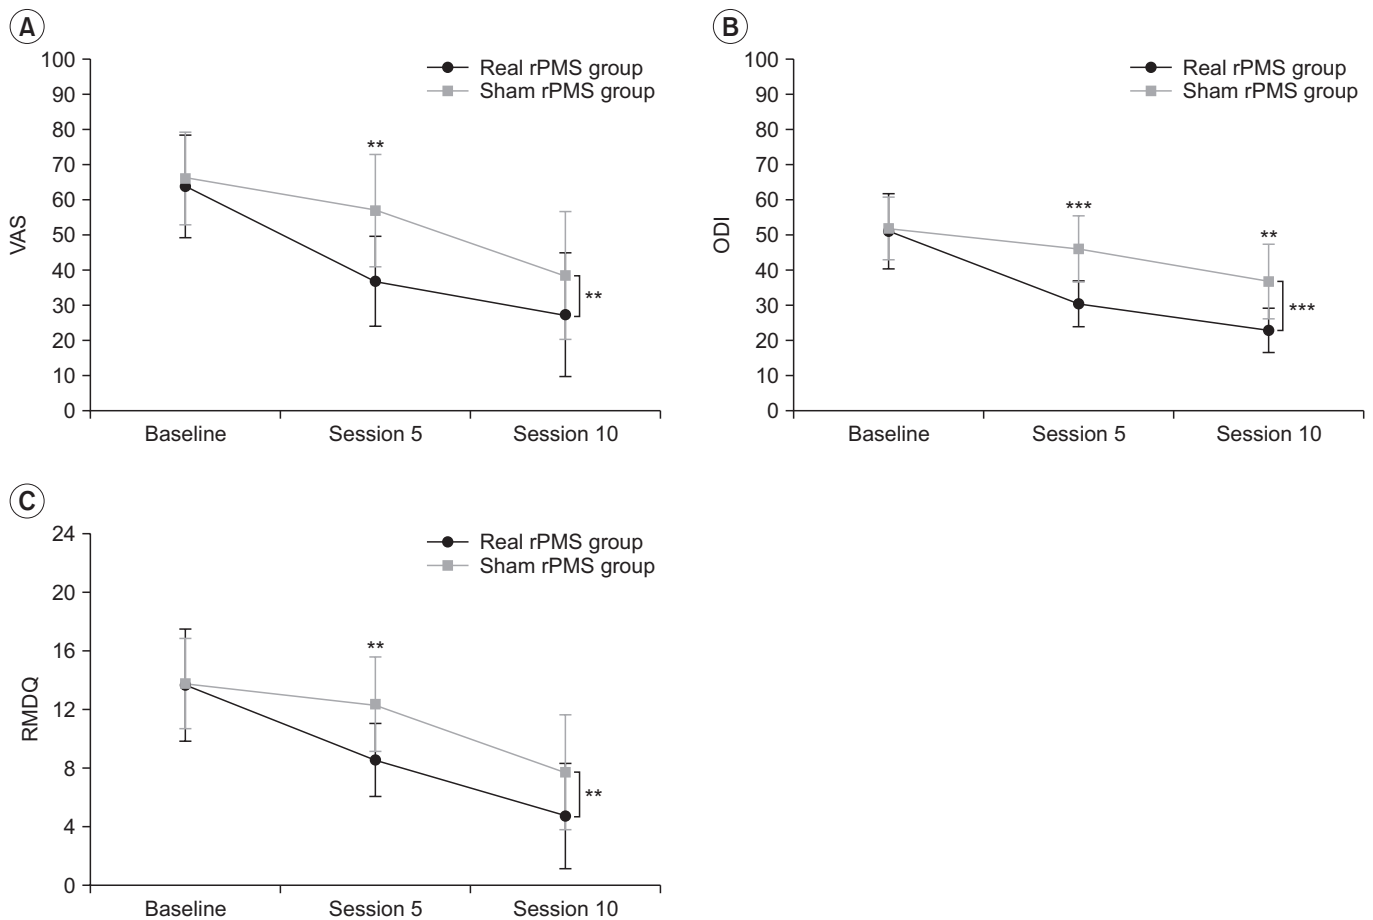 A
VAS
100
90
80
70
60
50
40
30
20
10
0
Real rPMS group
Sham rPMS group
**
**
Baseline
Session 5
Session 10
B
ODI
100
90
80
70
60
50
40
30
20
10
0
Real rPMS group
Sham rPMS group
***
**
***
Baseline
Session 5
Session 10
C
RMDQ
24
20
16
12
8
4
0
Real rPMS group
Sham rPMS group
**
**
Baseline
Session 5
Session 10